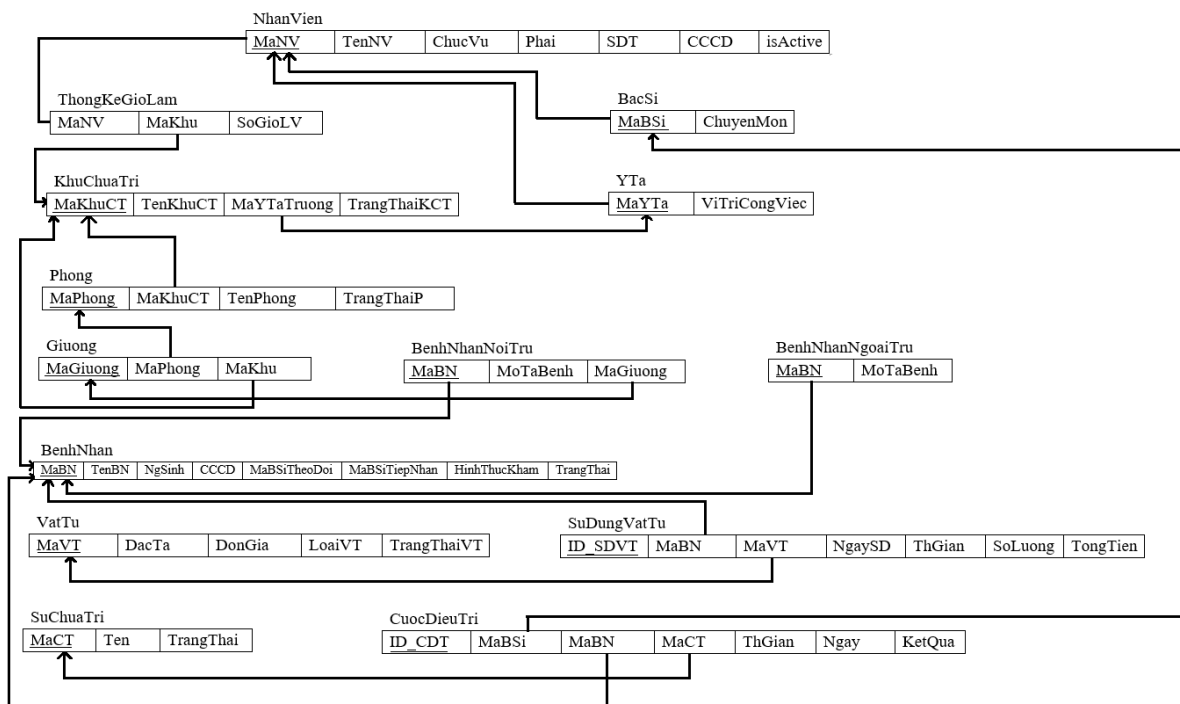 NhanVien
MaNV TenNV ChucVu Phai SDT CCCD isActive
ThongKeGioLam
MaNV MaKhu SoGioLV
BacSi
MaBSi ChuyenMon
KhuChuaTri
MaKhuCT TenKhuCT MaYTaTruong TrangThaiKCT
YTa
MaYTa ViTriCongViec
Phong
MaPhong MaKhuCT TenPhong TrangThaiP
Giuong
MaGiuong MaPhong MaKhu
BenhNhanNoiTru
MaBN MoTaBenh MaGiuong
BenhNhanNgoaiTru
MaBN MoTaBenh
BenhNhan
MaBN TenBN NgSinh CCCD MaBSiTheoDoi MaBSiTiepNhan HinhThucKham TrangThai
VatTu
MaVT DacTa DonGia LoaiVT TrangThaiVT
SuDungVatTu
ID_SDVT MaBN MaVT NgaySD ThGian SoLuong TongTien
SuChuaTri
MaCT Ten TrangThai
CuocDieuTri
ID_CDT MaBSi MaBN MaCT ThGian Ngay KetQua